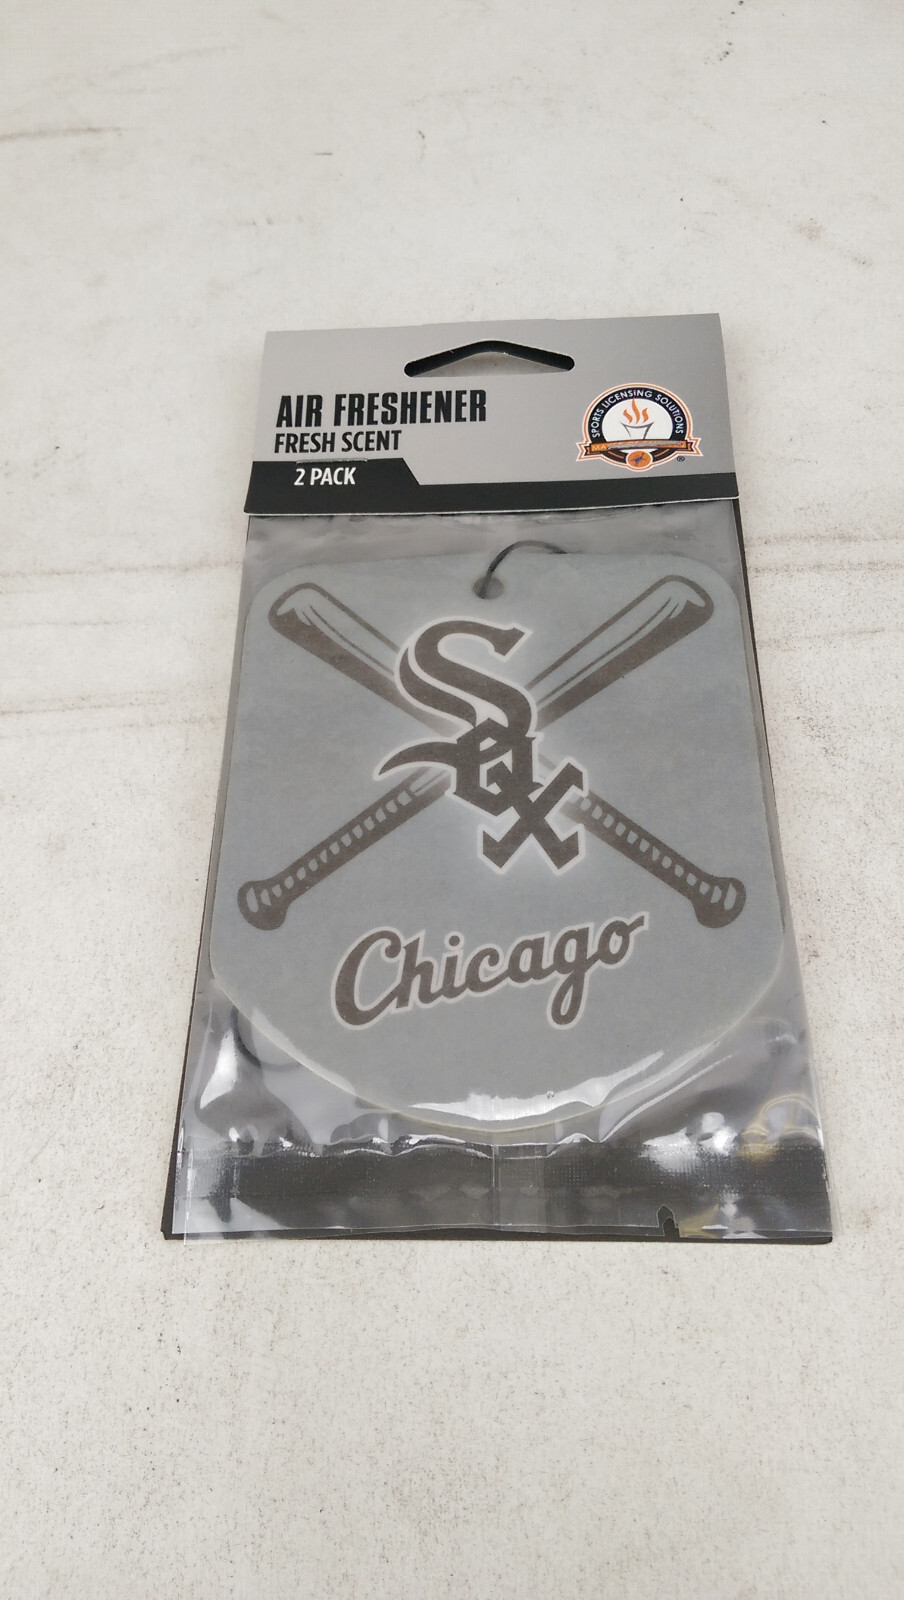 AIR FRESHENER
FRESH SCENT
2 PACK
SPORTS LICENSING SOLUTIONS
®
Sox
Chicago